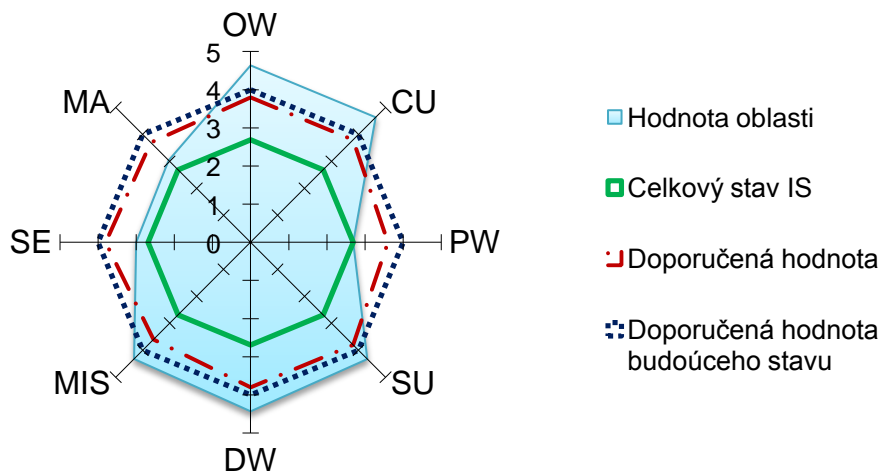 OW
5
4
3
2
1
0
MA
CU
SE
PW
MIS
SU
DW
Hodnota oblasti
Celkový stav IS
Doporučená hodnota
Doporučená hodnota
budoúceho stavu